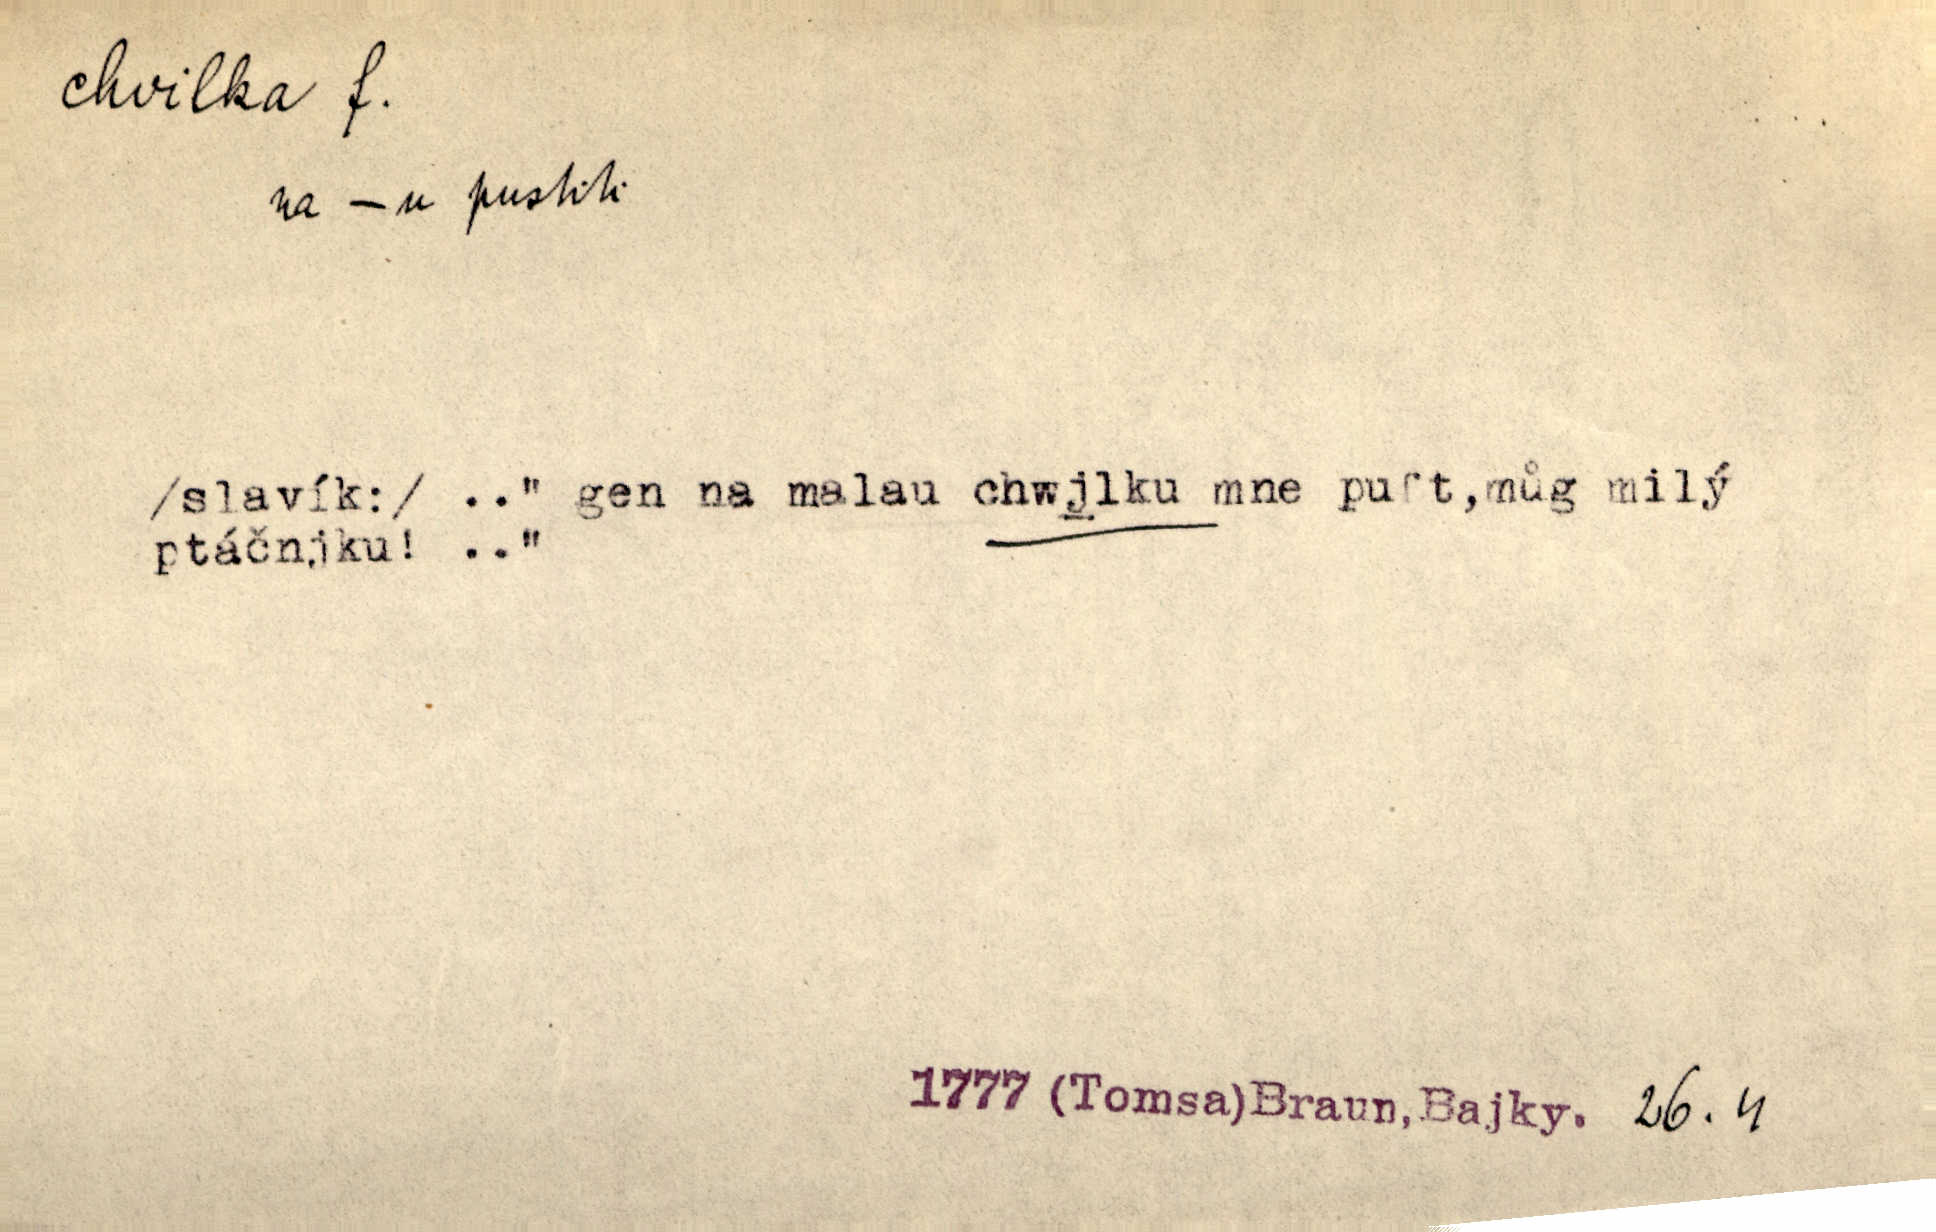 chvilka f.
na – u pustiti
/slavík:/ .." gen na malau chwjlku mne puſt,můg milý
ptáčnjku! .."
1777 (Tomsa)Braun,Bajky. 26. 4